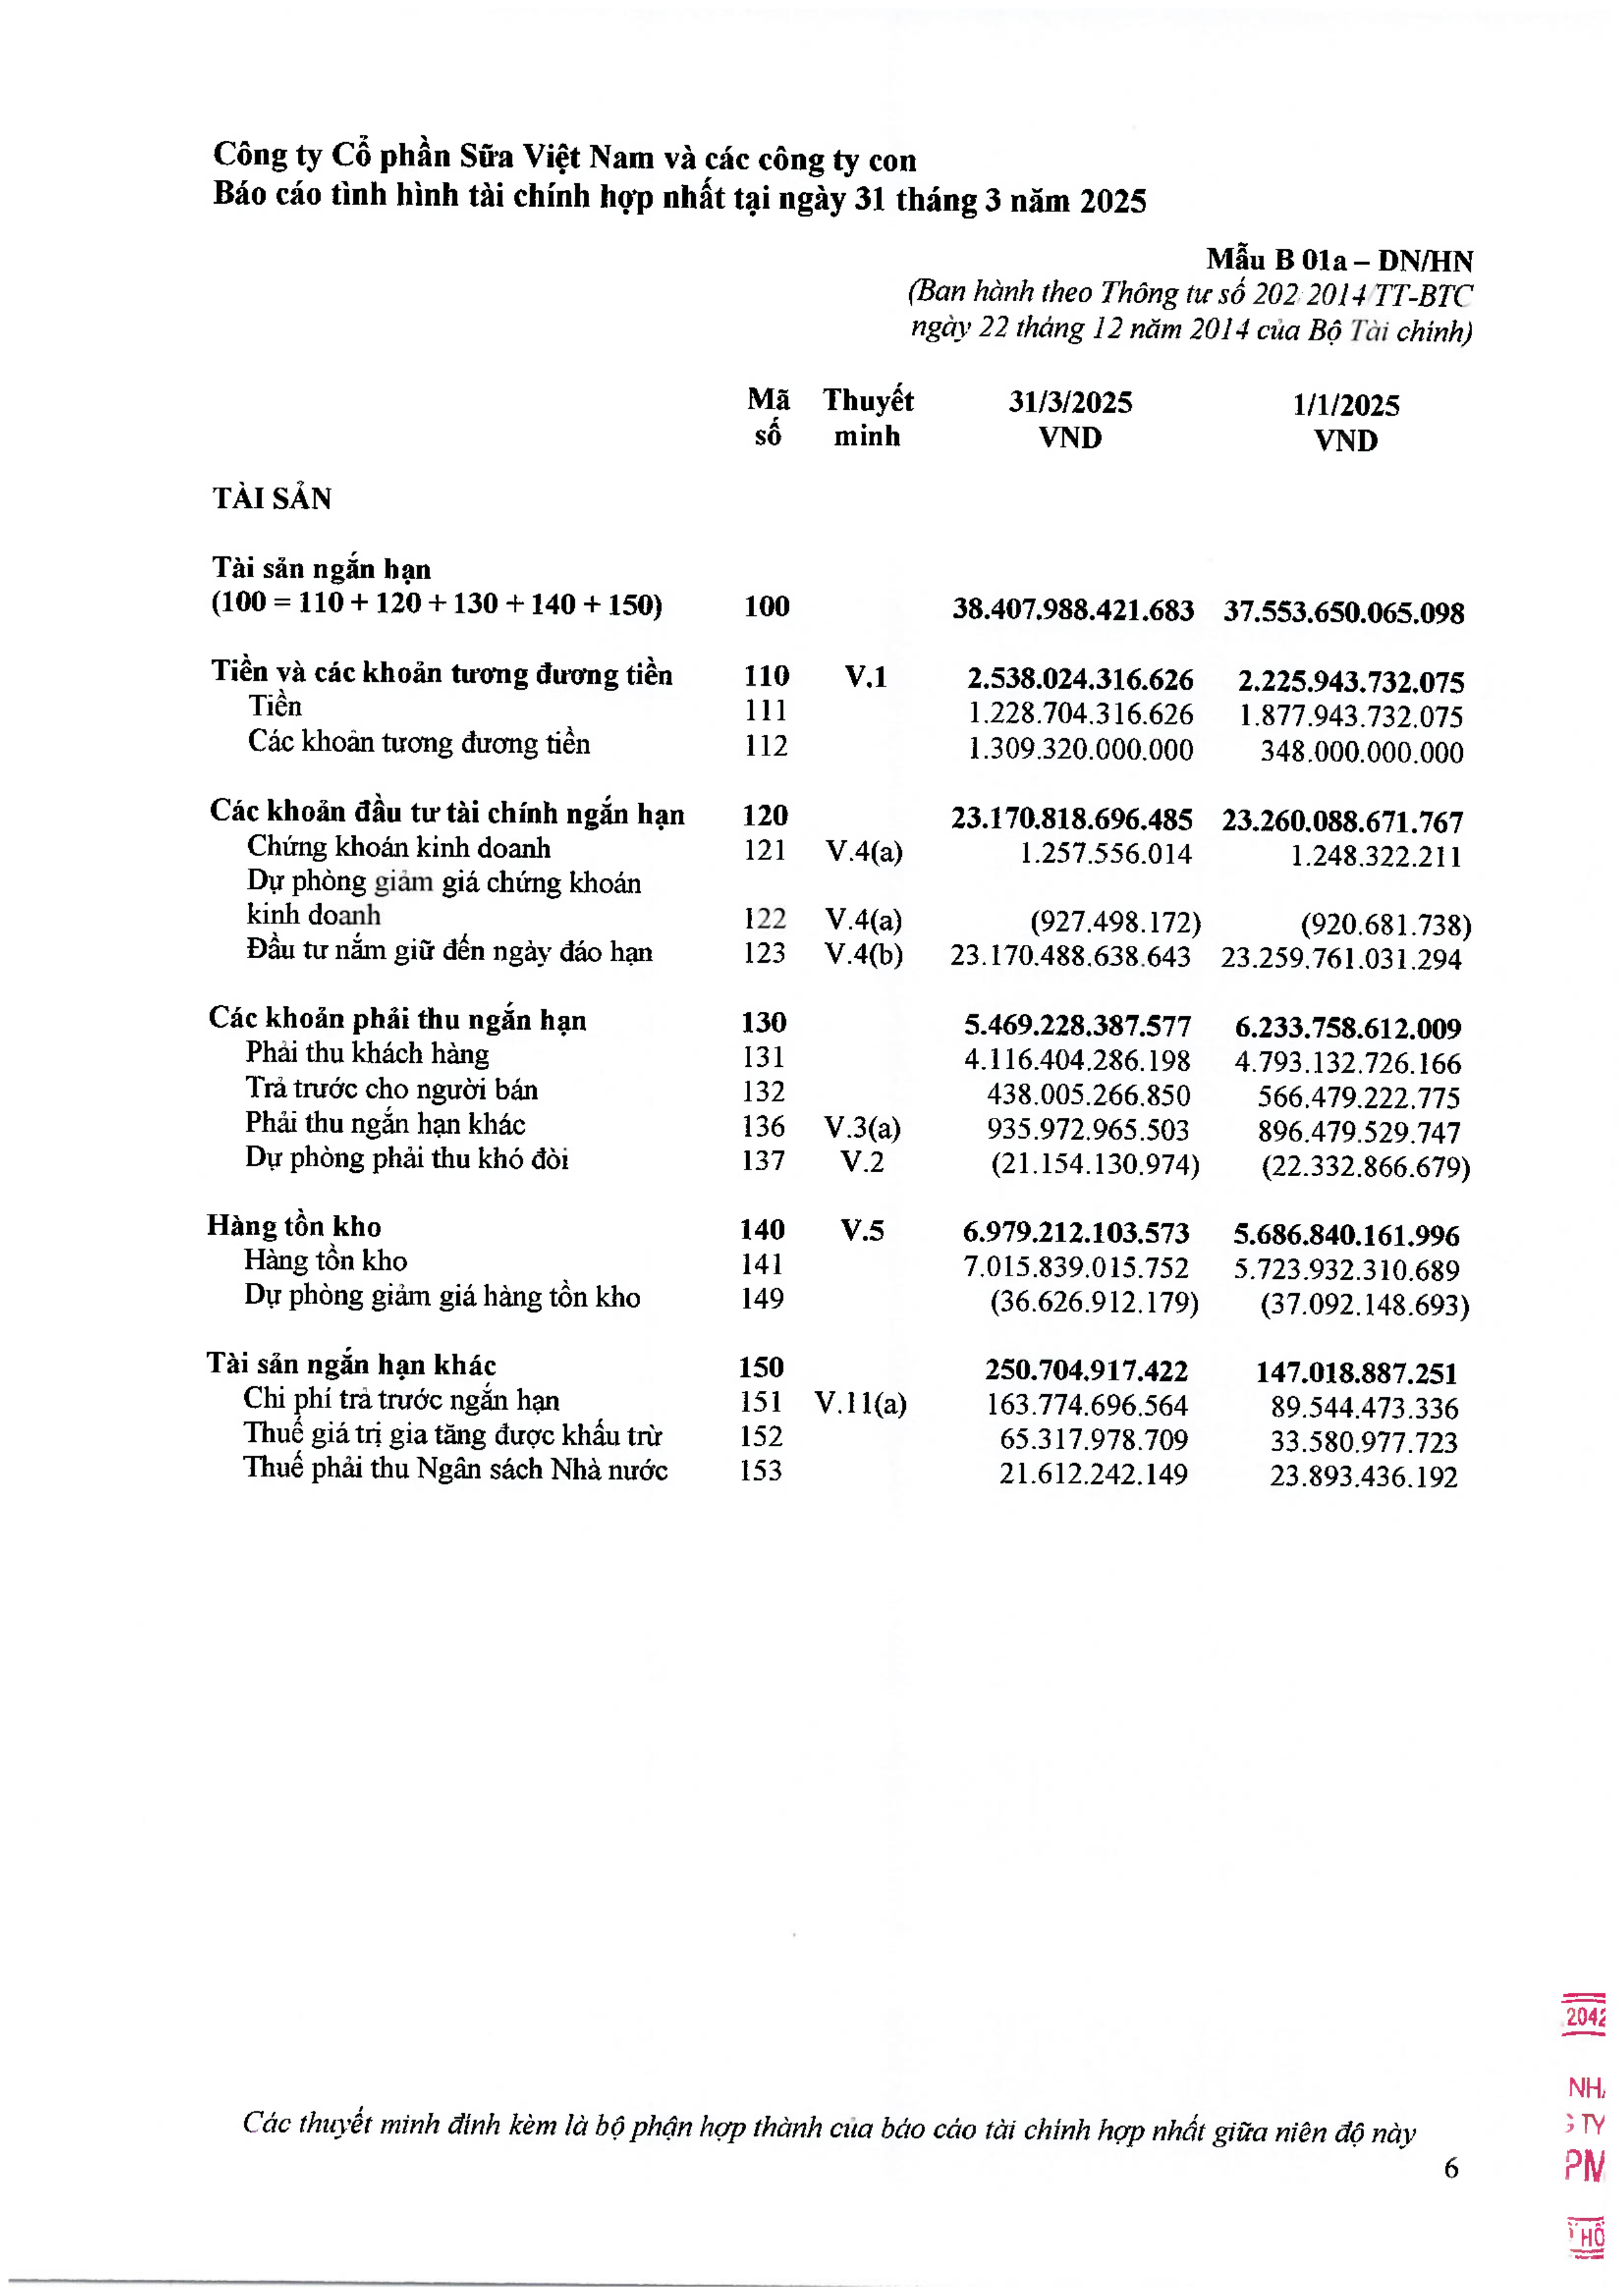 Công ty Cổ phần Sữa Việt Nam và các công ty con
Báo cáo tình hình tài chính hợp nhất tại ngày 31 tháng 3 năm 2025
Mẫu B 01a – DN/HN
(Ban hành theo Thông tư số 202/2014/TT-BTC
ngày 22 tháng 12 năm 2014 của Bộ Tài chính)
Mã Thuyết 31/3/2025 1/1/2025
số minh VND VND
TÀI SẢN
Tài sản ngắn hạn
(100 = 110 + 120 + 130 + 140 + 150) 100 38.407.988.421.683 37.553.650.065.098
Tiền và các khoản tương đương tiền 110 V.1 2.538.024.316.626 2.225.943.732.075
Tiền 111 1.228.704.316.626 1.877.943.732.075
Các khoản tương đương tiền 112 1.309.320.000.000 348.000.000.000
Các khoản đầu tư tài chính ngắn hạn 120 23.170.818.696.485 23.260.088.671.767
Chứng khoán kinh doanh 121 V.4(a) 1.257.556.014 1.248.322.211
Dự phòng giảm giá chứng khoán
kinh doanh 122 V.4(a) (927.498.172) (920.681.738)
Đầu tư nắm giữ đến ngày đáo hạn 123 V.4(b) 23.170.488.638.643 23.259.761.031.294
Các khoản phải thu ngắn hạn 130 5.469.228.387.577 6.233.758.612.009
Phải thu khách hàng 131 4.116.404.286.198 4.793.132.726.166
Trả trước cho người bán 132 438.005.266.850 566.479.222.775
Phải thu ngắn hạn khác 136 V.3(a) 935.972.965.503 896.479.529.747
Dự phòng phải thu khó đòi 137 V.2 (21.154.130.974) (22.332.866.679)
Hàng tồn kho 140 V.5 6.979.212.103.573 5.686.840.161.996
Hàng tồn kho 141 7.015.839.015.752 5.723.932.310.689
Dự phòng giảm giá hàng tồn kho 149 (36.626.912.179) (37.092.148.693)
Tài sản ngắn hạn khác 150 250.704.917.422 147.018.887.251
Chi phí trả trước ngắn hạn 151 V.11(a) 163.774.696.564 89.544.473.336
Thuế giá trị gia tăng được khấu trừ 152 65.317.978.709 33.580.977.723
Thuế phải thu Ngân sách Nhà nước 153 21.612.242.149 23.893.436.192
2042
NH
TY
PM
HỒ
Các thuyết minh đính kèm là bộ phận hợp thành của báo cáo tài chính hợp nhất giữa niên độ này
6